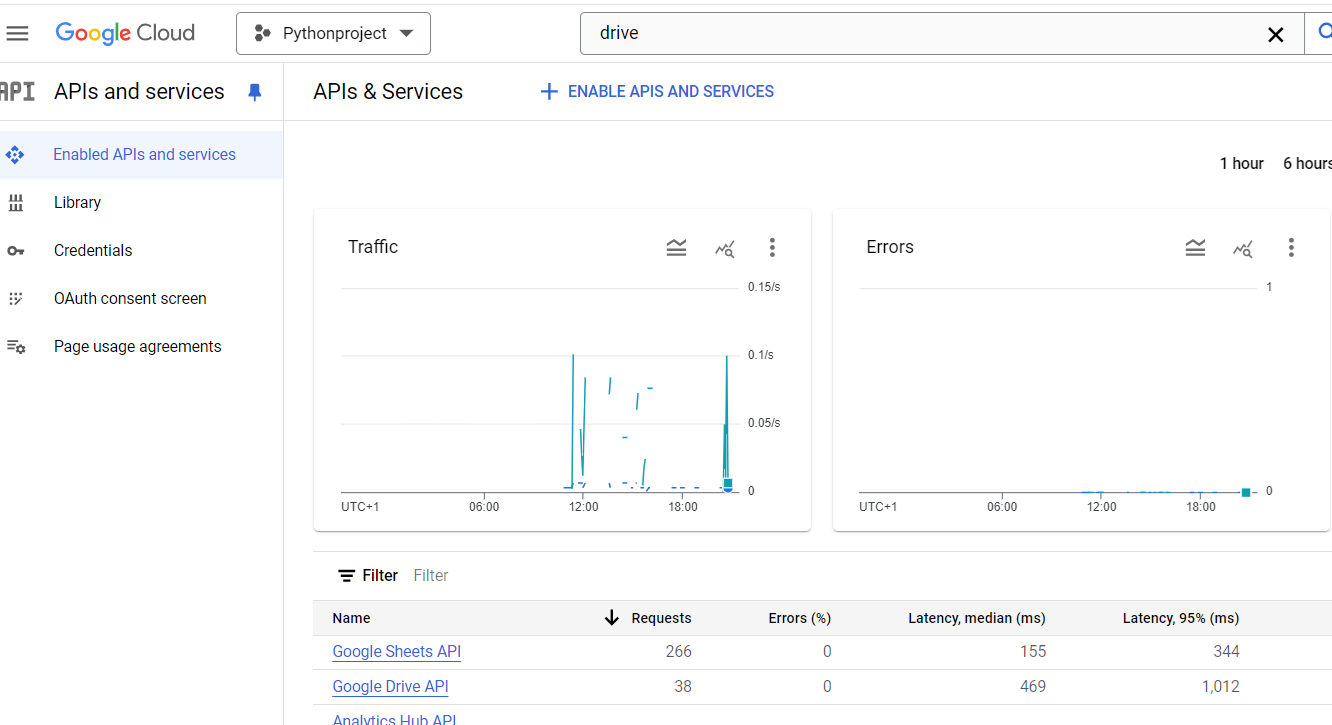 Google Cloud
Pythonproject
drive
API
APIs and services
APIs & Services
ENABLE APIS AND SERVICES
Enabled APIs and services
Library
Credentials
OAuth consent screen
Page usage agreements
1 hour 6 hours
Traffic
0.15/s
0.1/s
0.05/s
0
UTC+1 06:00 12:00 18:00
Errors
1
0
UTC+1 06:00 12:00 18:00
Filter Filter
Name Requests Errors (%) Latency, median (ms) Latency, 95% (ms)
Google Sheets API 266 0 155 344
Google Drive API 38 0 469 1,012
Analytics Hub API